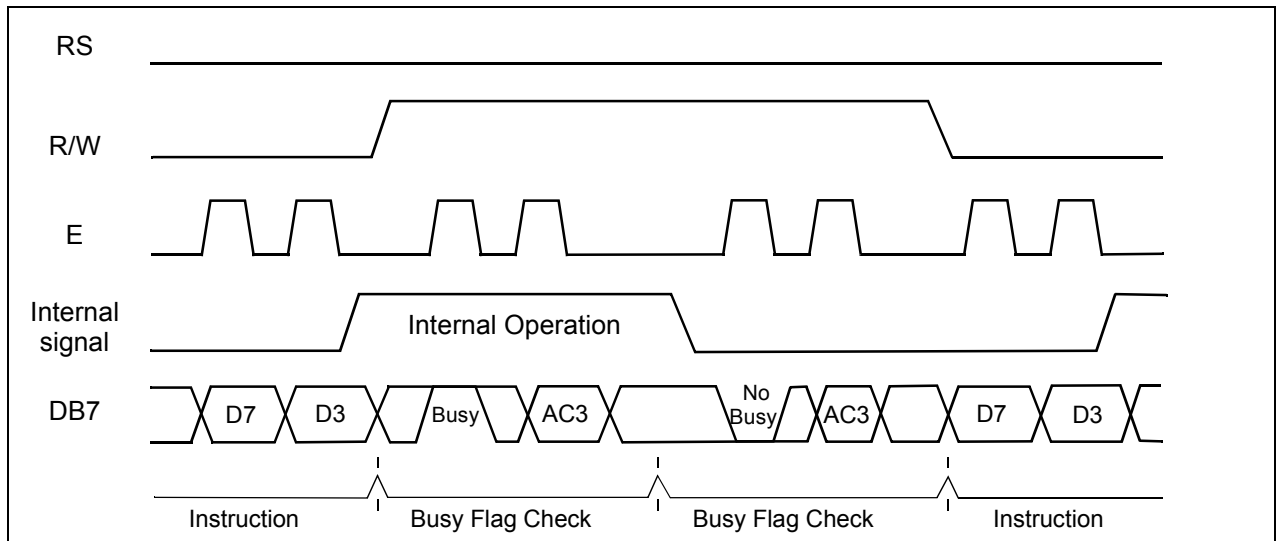 RS
R/W
E
Internal
signal
Internal Operation
DB7
D7
D3
Busy
AC3
No
Busy
AC3
D7
D3
Instruction
Busy Flag Check
Busy Flag Check
Instruction